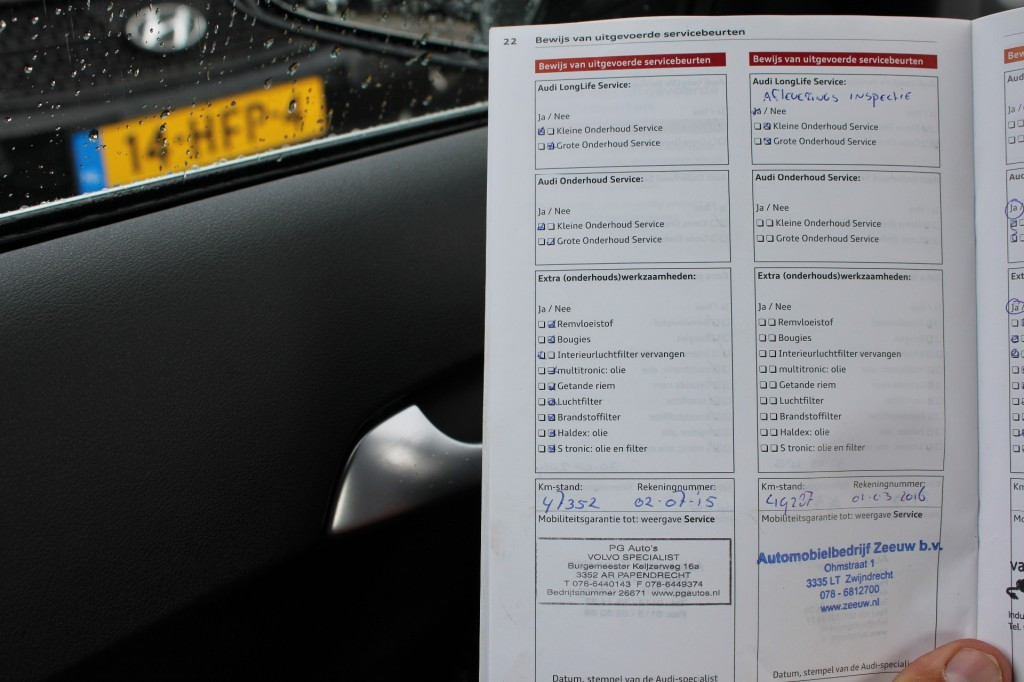 22 Bewijs van uitgevoerde servicebeurten
Bewijs van uitgevoerde servicebeurten
Audi LongLife Service:
Ja / Nee
Kleine Onderhoud Service
Grote Onderhoud Service
Audi Onderhoud Service:
Ja / Nee
Kleine Onderhoud Service
Grote Onderhoud Service
Extra (onderhouds)werkzaamheden:
Ja / Nee
Remvloeistof
Bougies
Interieurluchtfilter vervangen
multitronic: olie
Getande riem
Luchtfilter
Brandstoffilter
Haldex: olie
S tronic: olie en filter
Km-stand: Rekeningnummer:
47352 02-07-15
Mobiliteitsgarantie tot: weergave Service
PG Auto's
VOLVO SPECIALIST
Burgemeester Keijzerweg 16a
3352 AR PAPENDRECHT
T 078-6440143 F 078-6449374
Bedrijfsnummer 26671 www.pgautos.nl
Datum, stempel van de Audi-specialist
Bewijs van uitgevoerde servicebeurten
Audi LongLife Service:
Afleverings inspectie
Ja / Nee
Kleine Onderhoud Service
Grote Onderhoud Service
Audi Onderhoud Service:
Ja / Nee
Kleine Onderhoud Service
Grote Onderhoud Service
Extra (onderhouds)werkzaamheden:
Ja / Nee
Remvloeistof
Bougies
Interieurluchtfilter vervangen
multitronic: olie
Getande riem
Luchtfilter
Brandstoffilter
Haldex: olie
S tronic: olie en filter
Km-stand: Rekeningnummer:
01-03-2016
Mobiliteitsgarantie tot: weergave Service
Automobielbedrijf Zeeuw b.v.
Ohmstraat 1
3335 LT Zwijndrecht
078 - 6812700
www.zeeuw.nl
Datum, stempel van de Audi-speciali